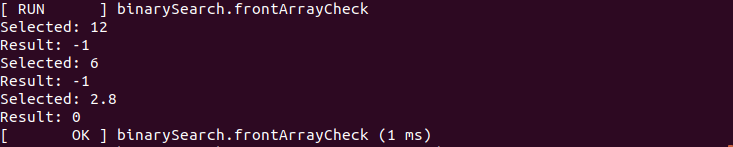 [ RUN      ] binarySearch.frontArrayCheck
Selected: 12
Result: -1
Selected: 6
Result: -1
Selected: 2.8
Result: 0
[       OK ] binarySearch.frontArrayCheck (1 ms)